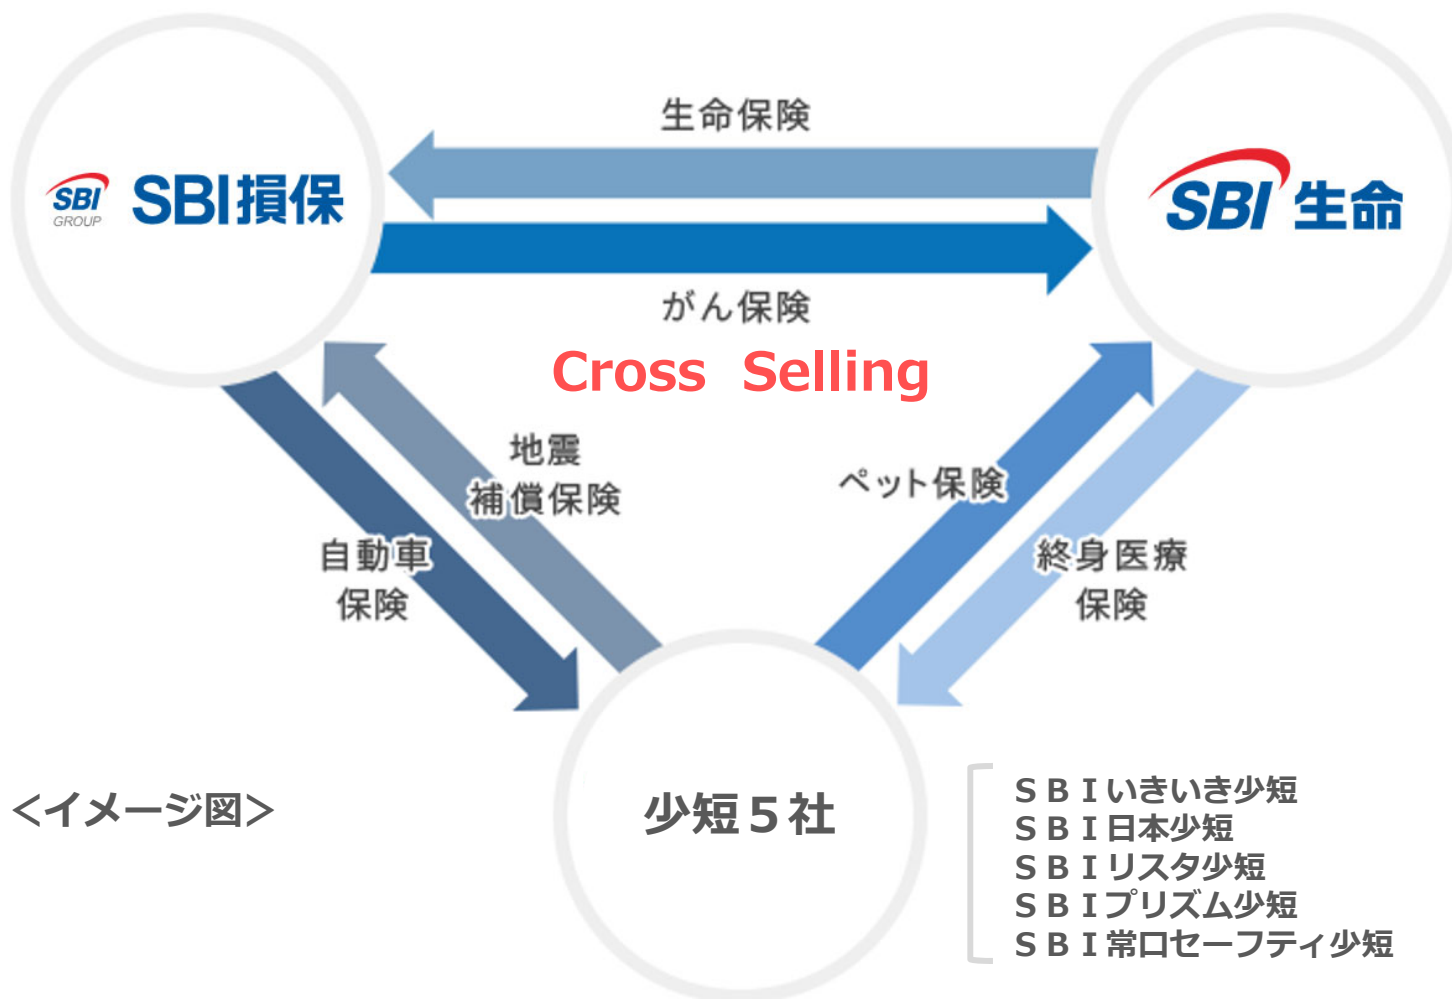 生命保険
SBI
GROUP
SBI損保
SBI生命
がん保険
Cross Selling
地震
補償保険
ペット保険
自動車
保険
終身医療
保険
<イメージ図>
少短５社
ＳＢＩいきいき少短
ＳＢＩ日本少短
ＳＢＩリスタ少短
ＳＢＩプリズム少短
ＳＢＩ常口セーフティ少短